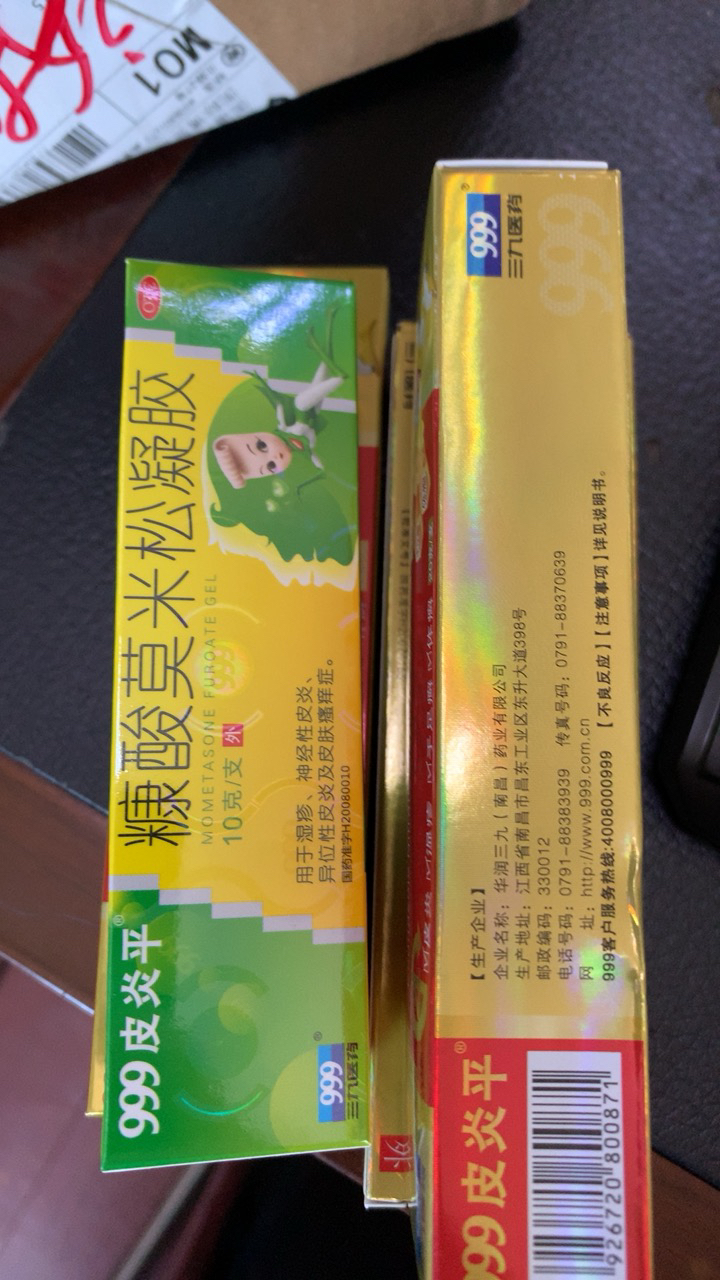 999皮炎平®
糠酸莫米松凝胶
MOMETASONE FUROATE GEL
10克/支 外
用于湿疹、神经性皮炎、
异位性皮炎及皮肤瘙痒症。
国药准字H20080010
999®
三九医药
OTC
【生产企业】
企业名称：华润三九（南昌）药业有限公司
生产地址：江西省南昌市昌东工业区东升大道398号
邮政编码：330012
电话号码：0791-88383939 传真号码：0791-88370639
网 址：http://www.999.com.cn
999客户服务热线:4008000999 【不良反应】【注意事项】详见说明书。
999®
三九医药
999
999皮炎平®
926720 800871
外
M01